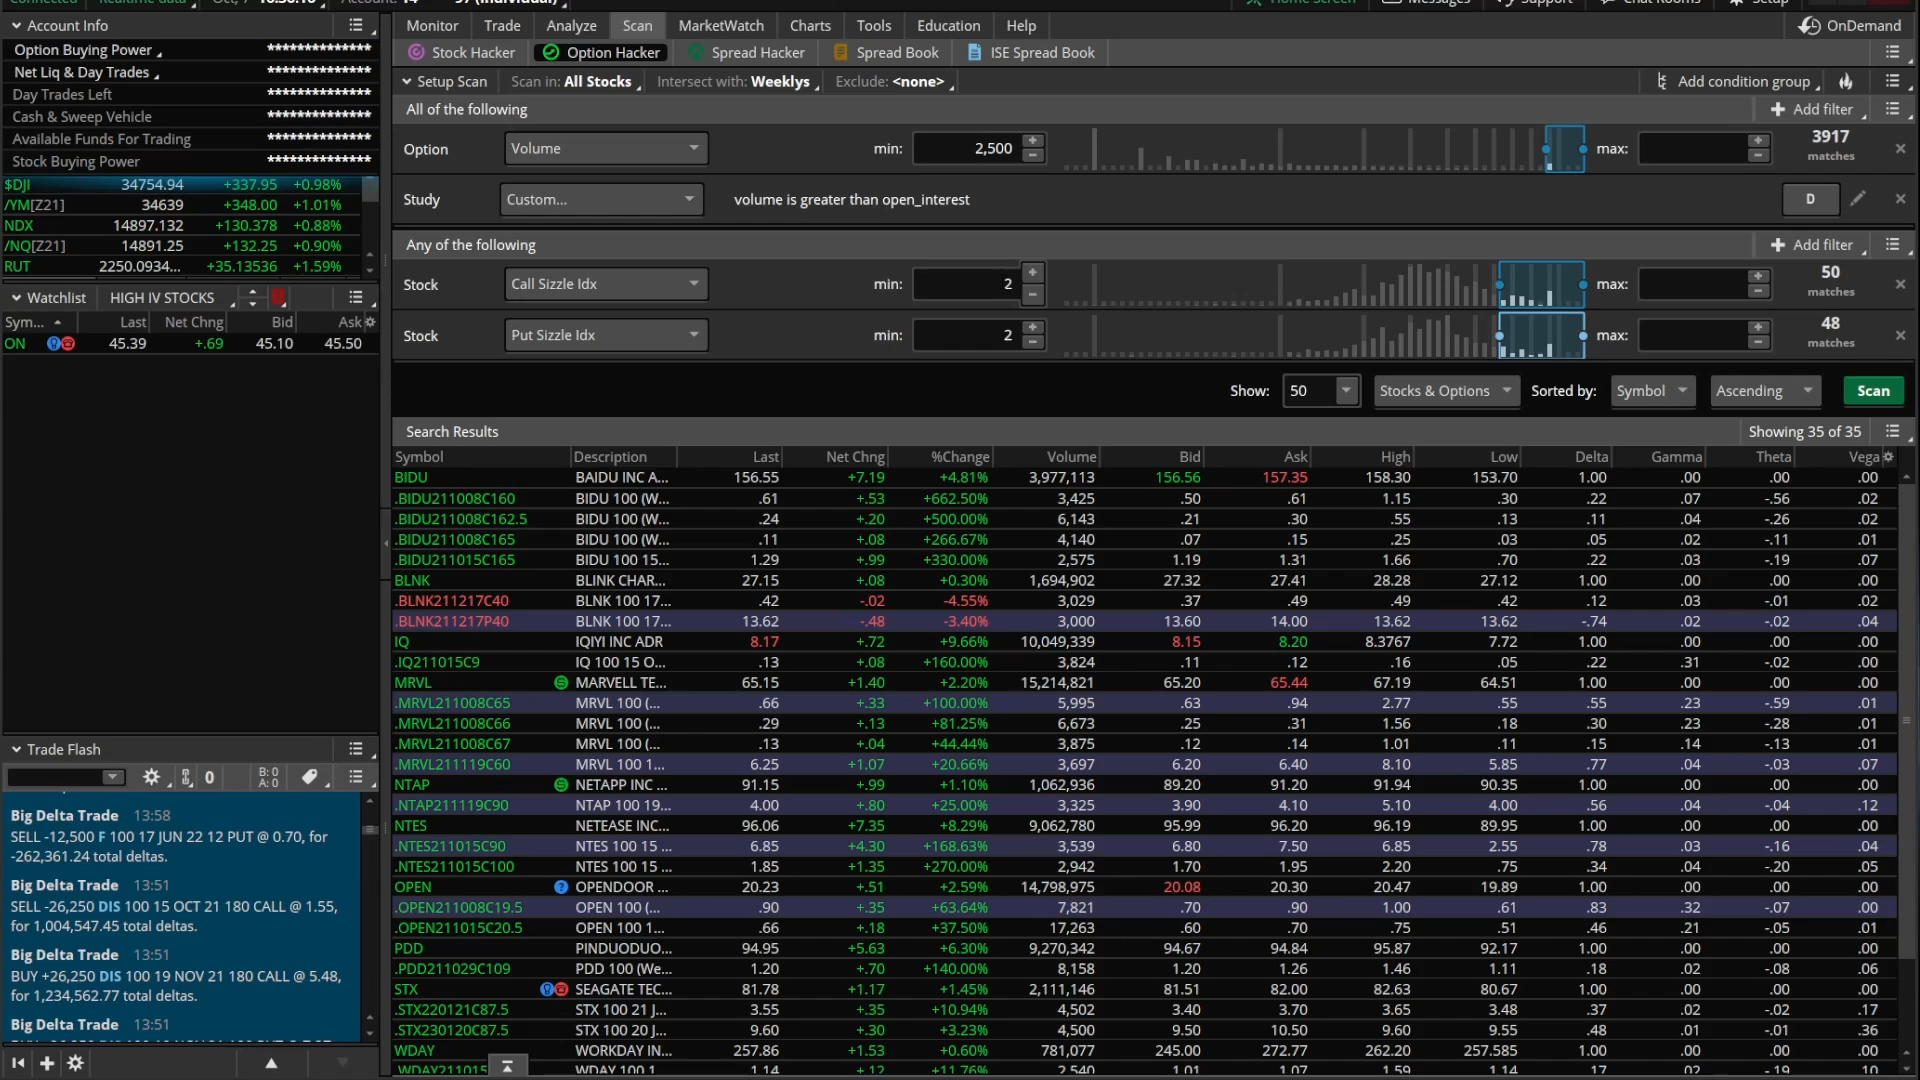 Account Info
Option Buying Power **************
Net Liq & Day Trades **************
Day Trades Left **************
Cash & Sweep Vehicle **************
Available Funds For Trading **************
Stock Buying Power **************
$DJI 34754.94 +337.95 +0.98%
/YM[Z21] 34639 +348.00 +1.01%
NDX 14897.132 +130.378 +0.88%
/NQ[Z21] 14891.25 +132.25 +0.90%
RUT 2250.0934... +35.13536 +1.59%
Watchlist HIGH IV STOCKS
Sym... Last Net Chng Bid Ask
ON 45.39 +.69 45.10 45.50
Trade Flash
0 B: 0
A: 0
Big Delta Trade 13:58
SELL -12,500 F 100 17 JUN 22 12 PUT @ 0.70, for
-262,361.24 total deltas.
Big Delta Trade 13:51
SELL -26,250 DIS 100 15 OCT 21 180 CALL @ 1.55,
for 1,004,547.45 total deltas.
Big Delta Trade 13:51
BUY +26,250 DIS 100 19 NOV 21 180 CALL @ 5.48,
for 1,234,562.77 total deltas.
Big Delta Trade 13:51
Monitor Trade Analyze Scan MarketWatch Charts Tools Education Help OnDemand
Stock Hacker Option Hacker Spread Hacker Spread Book ISE Spread Book
Setup Scan Scan in: All Stocks Intersect with: Weeklys Exclude: <none> Add condition group
All of the following Add filter
Option Volume min: 2,500 max: 3917
matches
Study Custom... volume is greater than open_interest D
Any of the following Add filter
Stock Call Sizzle Idx min: 2 max: 50
matches
Stock Put Sizzle Idx min: 2 max: 48
matches
Show: 50 Stocks & Options Sorted by: Symbol Ascending Scan
Search Results Showing 35 of 35
Symbol Description Last Net Chng %Change Volume Bid Ask High Low Delta Gamma Theta Vega
BIDU BAIDU INC A... 156.55 +7.19 +4.81% 3,977,113 156.56 157.35 158.30 153.70 1.00 .00 .00 .00
.BIDU211008C160 BIDU 100 (W... .61 +.53 +662.50% 3,425 .50 .61 1.15 .30 .22 .07 -.56 .02
.BIDU211008C162.5 BIDU 100 (W... .24 +.20 +500.00% 6,143 .21 .30 .55 .13 .11 .04 -.26 .02
.BIDU211008C165 BIDU 100 (W... .11 +.08 +266.67% 4,140 .07 .15 .25 .03 .05 .02 -.11 .01
.BIDU211015C165 BIDU 100 15... 1.29 +.99 +330.00% 2,575 1.19 1.31 1.66 .70 .22 .03 -.19 .07
BLNK BLINK CHAR... 27.15 +.08 +0.30% 1,694,902 27.32 27.41 28.28 27.12 1.00 .00 .00 .00
.BLNK211217C40 BLNK 100 17... .42 -.02 -4.55% 3,029 .37 .49 .49 .42 .12 .03 -.01 .02
.BLNK211217P40 BLNK 100 17... 13.62 -.48 -3.40% 3,000 13.60 14.00 13.62 13.62 -.74 .02 -.02 .04
IQ IQIYI INC ADR 8.17 +.72 +9.66% 10,049,339 8.15 8.20 8.3767 7.72 1.00 .00 .00 .00
.IQ211015C9 IQ 100 15 O... .13 +.08 +160.00% 3,824 .11 .12 .16 .05 .22 .31 -.02 .00
MRVL MARVELL TE... 65.15 +1.40 +2.20% 15,214,821 65.20 65.44 67.19 64.51 1.00 .00 .00 .00
.MRVL211008C65 MRVL 100 (... .66 +.33 +100.00% 5,995 .63 .94 2.77 .55 .55 .23 -.59 .01
.MRVL211008C66 MRVL 100 (... .29 +.13 +81.25% 6,673 .25 .31 1.56 .18 .30 .23 -.28 .01
.MRVL211008C67 MRVL 100 (... .13 +.04 +44.44% 3,875 .12 .14 1.01 .11 .15 .14 -.13 .01
.MRVL211119C60 MRVL 100 1... 6.25 +1.07 +20.66% 3,697 6.20 6.40 8.10 5.85 .77 .04 -.03 .07
NTAP NETAPP INC ... 91.15 +.99 +1.10% 1,062,936 89.20 91.20 91.94 90.35 1.00 .00 .00 .00
.NTAP211119C90 NTAP 100 19... 4.00 +.80 +25.00% 3,325 3.90 4.10 5.10 4.00 .56 .04 -.04 .12
NTES NETEASE INC... 96.06 +7.35 +8.29% 9,062,780 95.99 96.20 96.19 89.95 1.00 .00 .00 .00
.NTES211015C90 NTES 100 15 ... 6.85 +4.30 +168.63% 3,539 6.80 7.50 6.85 2.55 .78 .03 -.16 .04
.NTES211015C100 NTES 100 15 ... 1.85 +1.35 +270.00% 2,942 1.70 1.95 2.20 .75 .34 .04 -.20 .05
OPEN OPENDOOR ... 20.23 +.51 +2.59% 14,798,975 20.08 20.30 20.47 19.89 1.00 .00 .00 .00
.OPEN211008C19.5 OPEN 100 (... .90 +.35 +63.64% 7,821 .70 .90 1.00 .61 .83 .32 -.07 .00
.OPEN211015C20.5 OPEN 100 1... .66 +.18 +37.50% 17,263 .60 .70 .75 .51 .46 .21 -.05 .01
PDD PINDUODUO... 94.95 +5.63 +6.30% 9,270,342 94.67 94.84 95.87 92.17 1.00 .00 .00 .00
.PDD211029C109 PDD 100 (We... 1.20 +.70 +140.00% 8,158 1.20 1.26 1.46 1.11 .18 .02 -.08 .06
STX SEAGATE TEC... 81.78 +1.17 +1.45% 2,111,146 81.51 82.00 82.63 80.67 1.00 .00 .00 .00
.STX220121C87.5 STX 100 21 J... 3.55 +.35 +10.94% 4,502 3.40 3.70 3.65 3.48 .37 .02 -.02 .17
.STX230120C87.5 STX 100 20 J... 9.60 +.30 +3.23% 4,500 9.50 10.50 9.60 9.55 .48 .01 -.01 .36
WDAY WORKDAY IN... 257.86 +1.53 +0.60% 781,077 245.00 272.77 262.20 257.585 1.00 .00 .00 .00
.WDAY211015 WDAY 100 1 1.14 +.12 +11.76% 2,540 1.01 1.07 1.59 1.14 .17 .02 -.19 .10